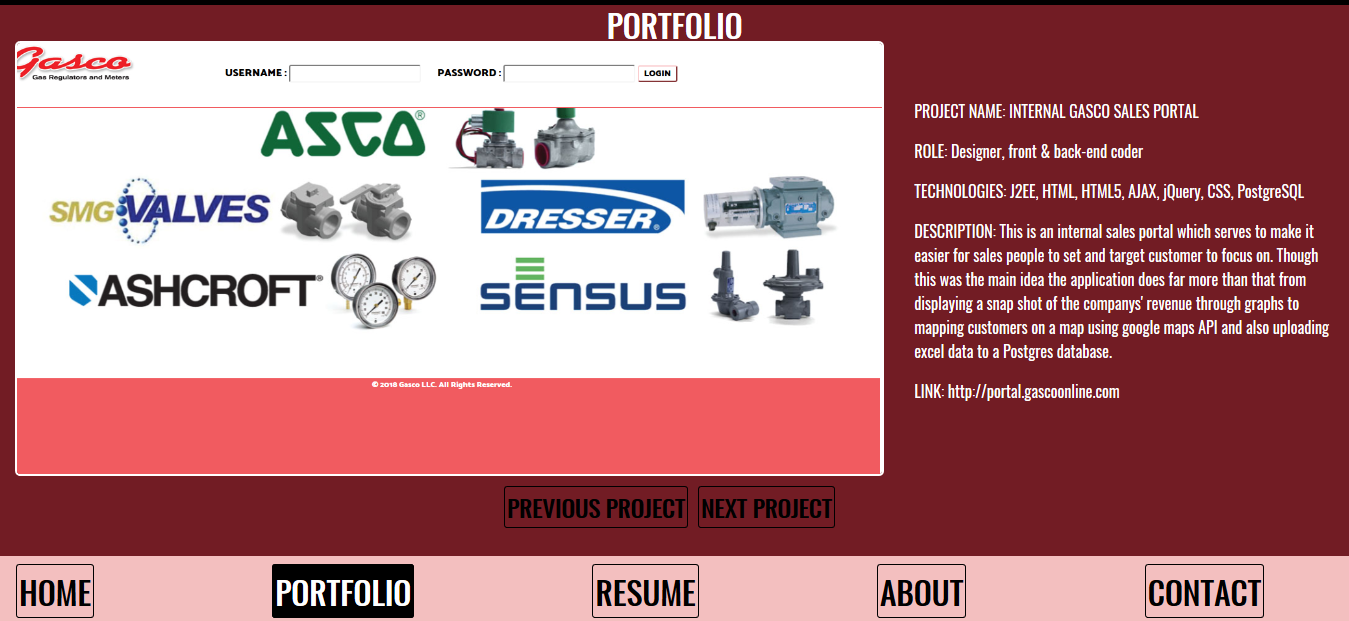 PORTFOLIO
Gasco
Gas Regulators and Meters
USERNAME : PASSWORD : LOGIN
ASCO®
SMG VALVES
DRESSER®
ASHCROFT®
sensus
© 2018 Gasco LLC. All Rights Reserved.
PROJECT NAME: INTERNAL GASCO SALES PORTAL
ROLE: Designer, front & back-end coder
TECHNOLOGIES: J2EE, HTML, HTML5, AJAX, jQuery, CSS, PostgreSQL
DESCRIPTION: This is an internal sales portal which serves to make it
easier for sales people to set and target customer to focus on. Though
this was the main idea the application does far more than that from
displaying a snap shot of the companys' revenue through graphs to
mapping customers on a map using google maps API and also uploading
excel data to a Postgres database.
LINK: http://portal.gascoonline.com
PREVIOUS PROJECT NEXT PROJECT
HOME PORTFOLIO RESUME ABOUT CONTACT